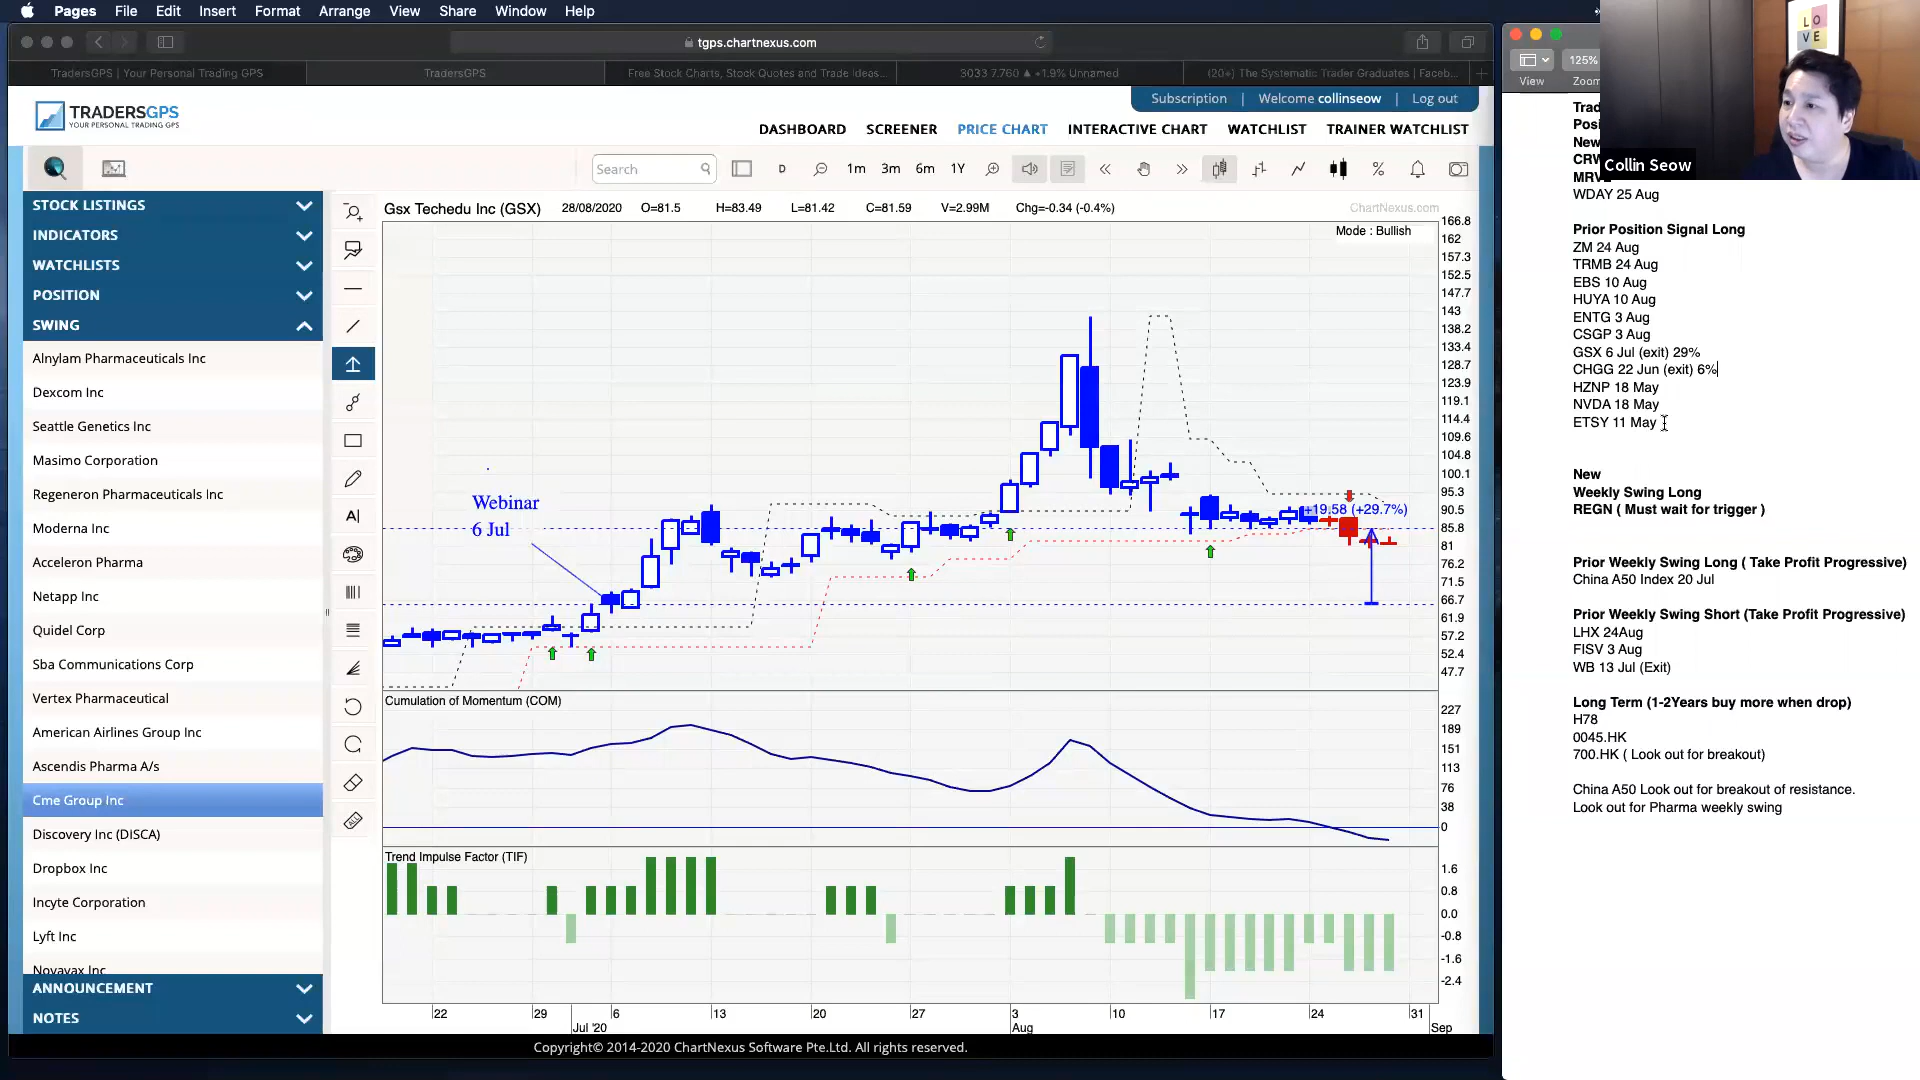 Pages File Edit Insert Format Arrange View Share Window Help
tgps.chartnexus.com
TradersGPS | Your Personal Trading GPS
TradersGPS
Free Stock Charts, Stock Quotes and Trade Ideas...
3033 7.760 ▲ +1.9% Unnamed
(20+) The Systematic Trader Graduates | Faceb...
TRADERSGPS
YOUR PERSONAL TRADING GPS
Subscription | Welcome collinseow | Log out
DASHBOARD SCREENER PRICE CHART INTERACTIVE CHART WATCHLIST TRAINER WATCHLIST
Search
D
1m 3m 6m 1Y
STOCK LISTINGS
INDICATORS
WATCHLISTS
POSITION
SWING
Alnylam Pharmaceuticals Inc
Dexcom Inc
Seattle Genetics Inc
Masimo Corporation
Regeneron Pharmaceuticals Inc
Moderna Inc
Acceleron Pharma
Netapp Inc
Quidel Corp
Sba Communications Corp
Vertex Pharmaceutical
American Airlines Group Inc
Ascendis Pharma A/s
Cme Group Inc
Discovery Inc (DISCA)
Dropbox Inc
Incyte Corporation
Lyft Inc
Novavax Inc
ANNOUNCEMENT
NOTES
Gsx Techedu Inc (GSX) 28/08/2020 O=81.5 H=83.49 L=81.42 C=81.59 V=2.99M Chg=-0.34 (-0.4%)
ChartNexus.com
Mode : Bullish
166.8
162
157.3
152.5
147.7
143
138.2
133.4
128.7
123.9
119.1
114.4
109.6
104.8
100.1
95.3
90.5
85.8
81
76.2
71.5
66.7
61.9
57.2
52.4
47.7
Webinar
6 Jul
+19.58 (+29.7%)
Cumulation of Momentum (COM)
227
189
151
113
76
38
0
Trend Impulse Factor (TIF)
1.6
0.8
0.0
-0.8
-1.6
-2.4
22 29 6 13 20 27 3 10 17 24 31
Jul '20 Aug Sep
Copyright© 2014-2020 ChartNexus Software Pte.Ltd. All rights reserved.
125%
View Zoom
LOVE
Collin Seow
Trad
Posi
New
CRW
MRV
WDAY 25 Aug
Prior Position Signal Long
ZM 24 Aug
TRMB 24 Aug
EBS 10 Aug
HUYA 10 Aug
ENTG 3 Aug
CSGP 3 Aug
GSX 6 Jul (exit) 29%
CHGG 22 Jun (exit) 6%
HZNP 18 May
NVDA 18 May
ETSY 11 May
New
Weekly Swing Long
REGN ( Must wait for trigger )
Prior Weekly Swing Long ( Take Profit Progressive)
China A50 Index 20 Jul
Prior Weekly Swing Short (Take Profit Progressive)
LHX 24Aug
FISV 3 Aug
WB 13 Jul (Exit)
Long Term (1-2Years buy more when drop)
H78
0045.HK
700.HK ( Look out for breakout)
China A50 Look out for breakout of resistance.
Look out for Pharma weekly swing